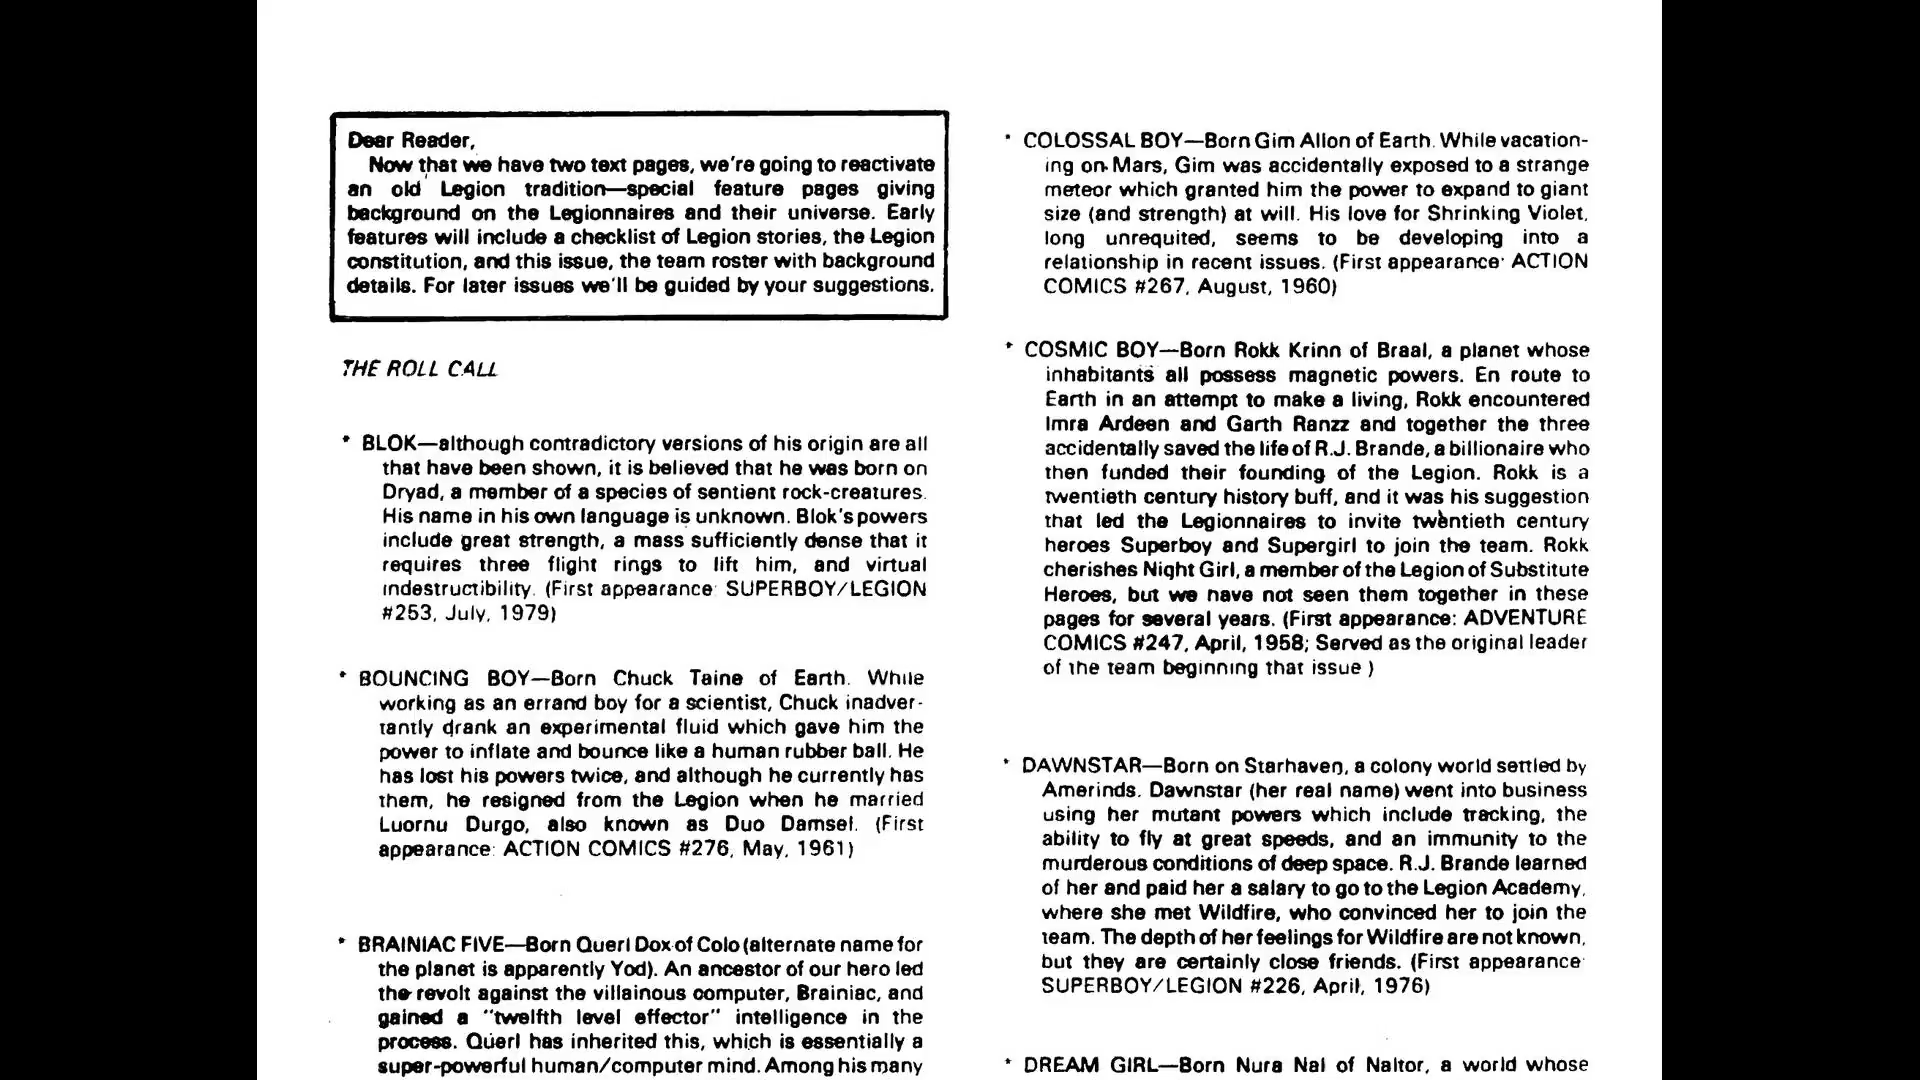 Dear Reader,
Now that we have two text pages, we're going to reactivate
an old Legion tradition—special feature pages giving
background on the Legionnaires and their universe. Early
features will include a checklist of Legion stories, the Legion
constitution, and this issue, the team roster with background
details. For later issues we'll be guided by your suggestions.
THE ROLL CALL
* BLOK—although contradictory versions of his origin are all
that have been shown, it is believed that he was born on
Dryad, a member of a species of sentient rock-creatures.
His name in his own language is unknown. Blok's powers
include great strength, a mass sufficiently dense that it
requires three flight rings to lift him, and virtual
indestructibility. (First appearance: SUPERBOY/LEGION
#253, July, 1979)
* BOUNCING BOY—Born Chuck Taine of Earth. While
working as an errand boy for a scientist, Chuck inadver-
tantly drank an experimental fluid which gave him the
power to inflate and bounce like a human rubber ball. He
has lost his powers twice, and although he currently has
them, he resigned from the Legion when he married
Luornu Durgo, also known as Duo Damsel. (First
appearance: ACTION COMICS #276, May, 1961)
* BRAINIAC FIVE—Born Querl Dox of Colo (alternate name for
the planet is apparently Yod). An ancestor of our hero led
the revolt against the villainous computer, Brainiac, and
gained a "twelfth level effector" intelligence in the
process. Querl has inherited this, which is essentially a
super-powerful human/computer mind. Among his many
* COLOSSAL BOY—Born Gim Allon of Earth. While vacation-
ing on Mars, Gim was accidentally exposed to a strange
meteor which granted him the power to expand to giant
size (and strength) at will. His love for Shrinking Violet,
long unrequited, seems to be developing into a
relationship in recent issues. (First appearance: ACTION
COMICS #267, August, 1960)
* COSMIC BOY—Born Rokk Krinn of Braal, a planet whose
inhabitants all possess magnetic powers. En route to
Earth in an attempt to make a living, Rokk encountered
Imra Ardeen and Garth Ranzz and together the three
accidentally saved the life of R.J. Brande, a billionaire who
then funded their founding of the Legion. Rokk is a
twentieth century history buff, and it was his suggestion
that led the Legionnaires to invite twentieth century
heroes Superboy and Supergirl to join the team. Rokk
cherishes Night Girl, a member of the Legion of Substitute
Heroes, but we have not seen them together in these
pages for several years. (First appearance: ADVENTURE
COMICS #247, April, 1958; Served as the original leader
of the team beginning that issue.)
* DAWNSTAR—Born on Starhaven, a colony world settled by
Amerinds. Dawnstar (her real name) went into business
using her mutant powers which include tracking, the
ability to fly at great speeds, and an immunity to the
murderous conditions of deep space. R.J. Brande learned
of her and paid her a salary to go to the Legion Academy,
where she met Wildfire, who convinced her to join the
team. The depth of her feelings for Wildfire are not known,
but they are certainly close friends. (First appearance:
SUPERBOY/LEGION #226, April, 1976)
* DREAM GIRL—Born Nura Nal of Naltor, a world whose